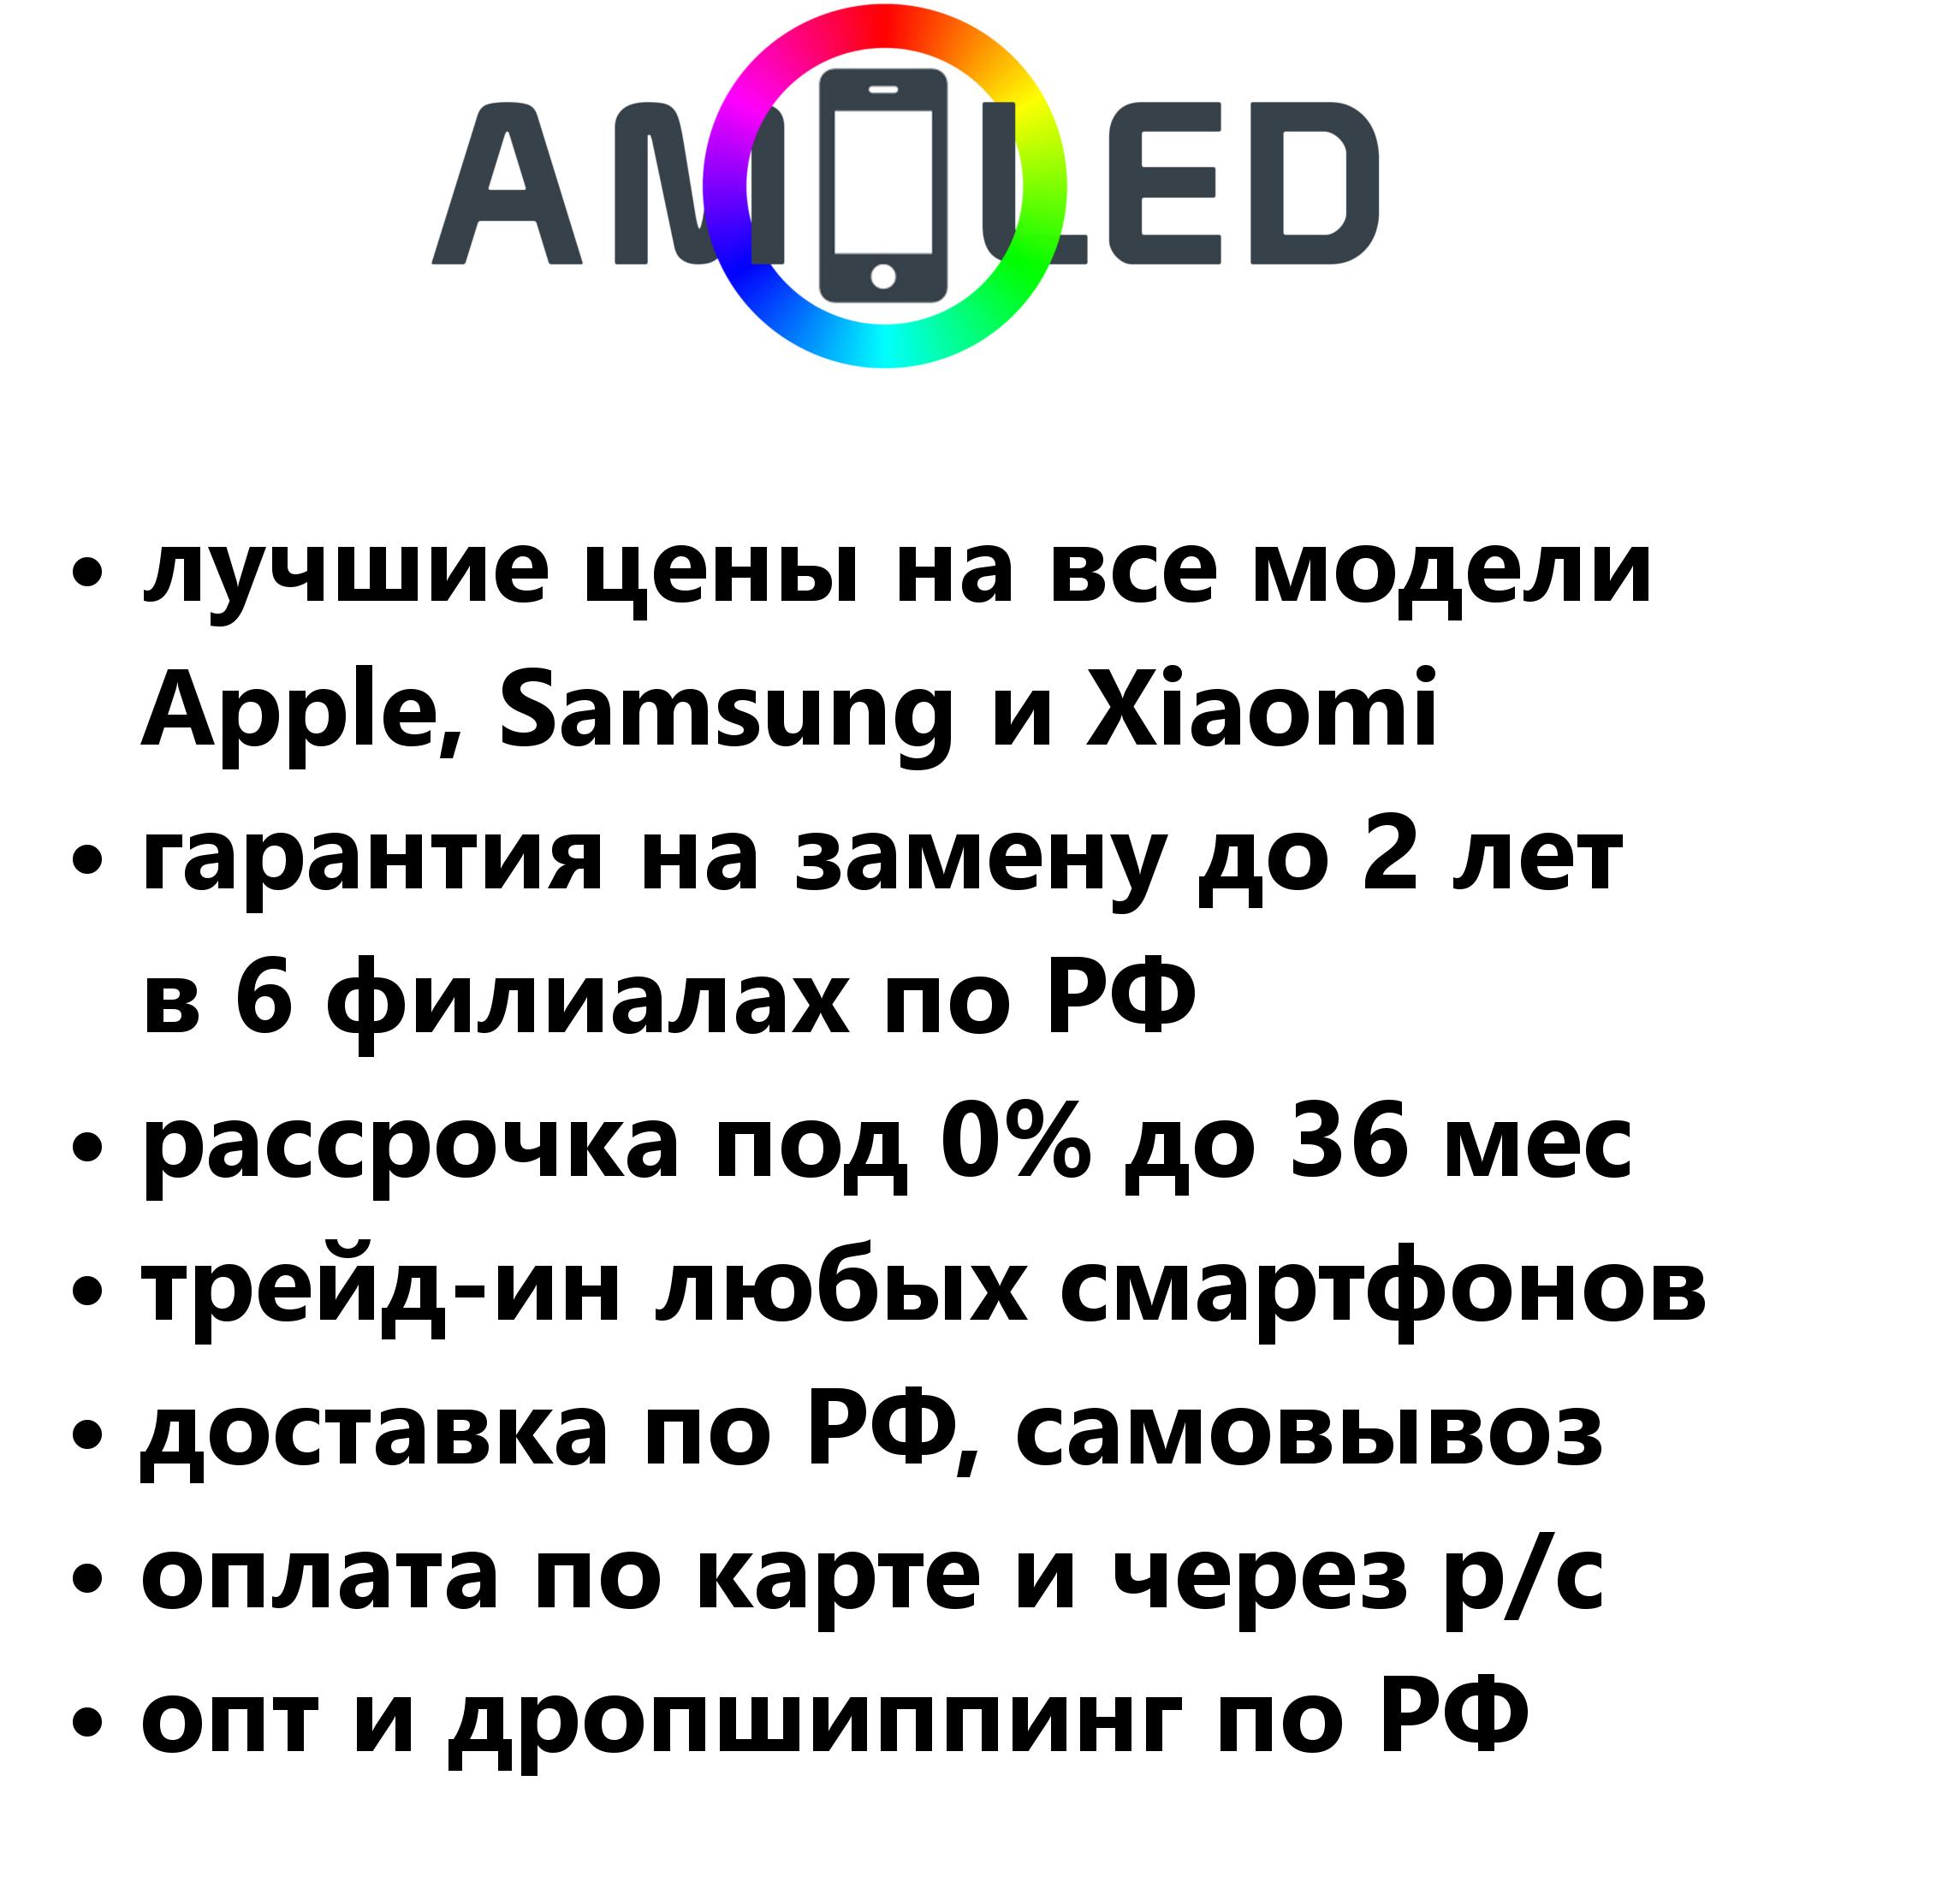 AMOLED
• лучшие цены на все модели
Apple, Samsung и Xiaomi
• гарантия на замену до 2 лет
в 6 филиалах по РФ
• рассрочка под 0% до 36 мес
• трейд-ин любых смартфонов
• доставка по РФ, самовывоз
• оплата по карте и через р/с
• опт и дропшиппинг по РФ